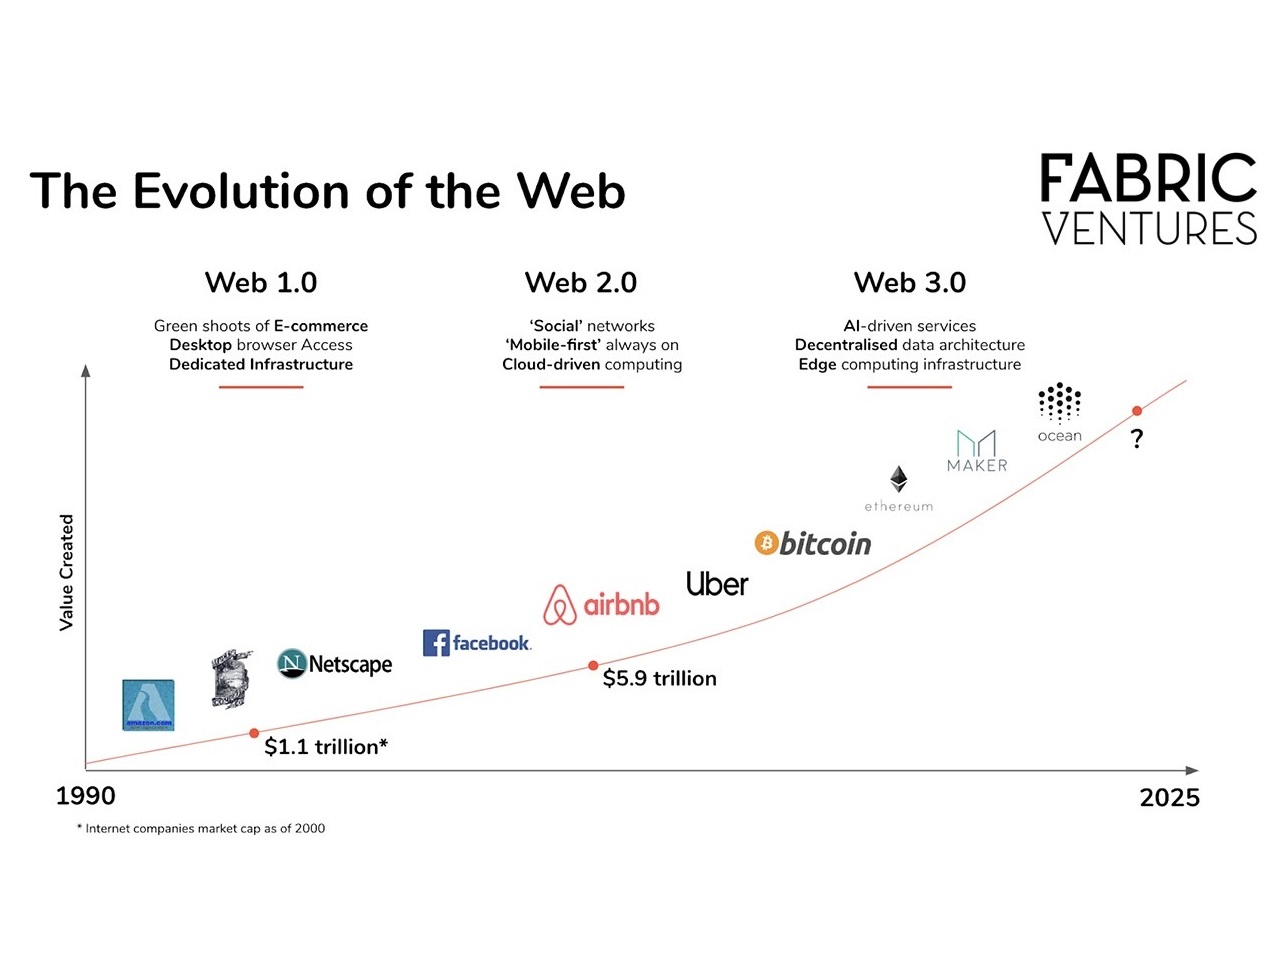 The Evolution of the Web
FABRIC
VENTURES
Web 1.0
Green shoots of E-commerce
Desktop browser Access
Dedicated Infrastructure
Web 2.0
‘Social’ networks
‘Mobile-first’ always on
Cloud-driven computing
Web 3.0
AI-driven services
Decentralised data architecture
Edge computing infrastructure
Value Created
amazon.com
Netscape
facebook.
airbnb
Uber
bitcoin
ethereum
MAKER
ocean
$1.1 trillion*
$5.9 trillion
?
1990
2025
* Internet companies market cap as of 2000